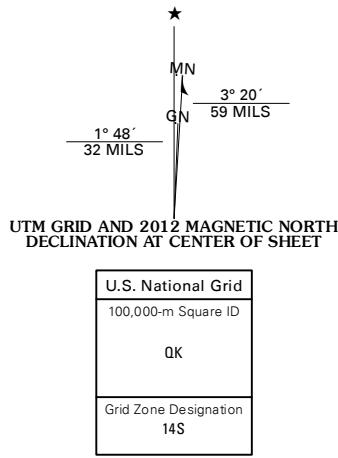 ★
MN
3° 20´
59 MILS
GN
1° 48´
32 MILS
UTM GRID AND 2012 MAGNETIC NORTH
DECLINATION AT CENTER OF SHEET
U.S. National Grid
100,000-m Square ID
QK
Grid Zone Designation
14S